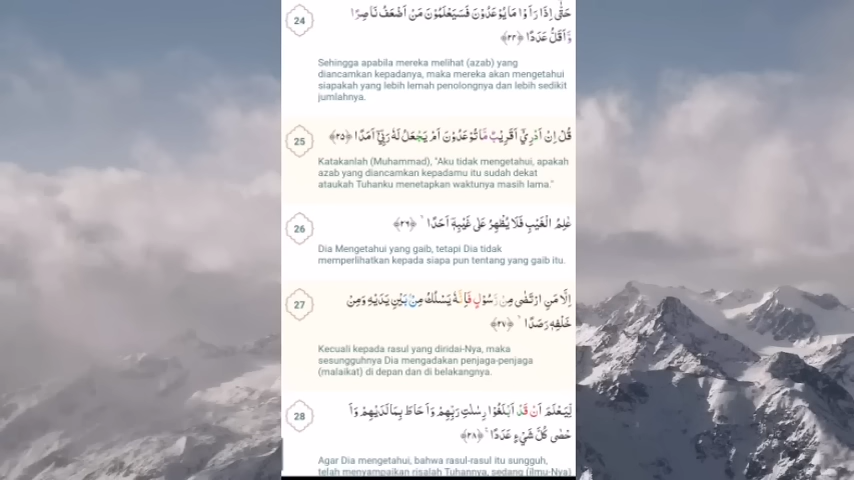 24
حَتّٰٓى اِذَا رَاَوْا مَا يُوْعَدُوْنَ فَسَيَعْلَمُوْنَ مَنْ اَضْعَفُ نَاصِرًا
وَّاَقَلُّ عَدَدًا ﴿٢٤﴾
Sehingga apabila mereka melihat (azab) yang
diancamkan kepadanya, maka mereka akan mengetahui
siapakah yang lebih lemah penolongnya dan lebih sedikit
jumlahnya.
25
قُلْ اِنْ اَدْرِيْٓ اَقَرِيْبٌ مَّا تُوْعَدُوْنَ اَمْ يَجْعَلُ لَهٗ رَبِّيْٓ اَمَدًا ﴿٢٥﴾
Katakanlah (Muhammad), "Aku tidak mengetahui, apakah
azab yang diancamkan kepadamu itu sudah dekat
ataukah Tuhanku menetapkan waktunya masih lama."
26
عٰلِمُ الْغَيْبِ فَلَا يُظْهِرُ عَلٰى غَيْبِهٖٓ اَحَدًا ۙ ﴿٢٦﴾
Dia Mengetahui yang gaib, tetapi Dia tidak
memperlihatkan kepada siapa pun tentang yang gaib itu.
27
اِلَّا مَنِ ارْتَضٰى مِنْ رَّسُوْلٍ فَاِنَّهٗ يَسْلُكُ مِنْۢ بَيْنِ يَدَيْهِ وَمِنْ
خَلْفِهٖ رَصَدًا ۙ ﴿٢٧﴾
Kecuali kepada rasul yang diridai-Nya, maka
sesungguhnya Dia mengadakan penjaga-penjaga
(malaikat) di depan dan di belakangnya.
28
لِّيَعْلَمَ اَنْ قَدْ اَبْلَغُوْا رِسٰلٰتِ رَبِّهِمْ وَاَحَاطَ بِمَا لَدَيْهِمْ وَاَ
حْصٰى كُلَّ شَيْءٍ عَدَدًا ۚ ﴿٢٨﴾
Agar Dia mengetahui, bahwa rasul-rasul itu sungguh,
telah menyampaikan risalah Tuhannya, sedang (ilmu-Nya)